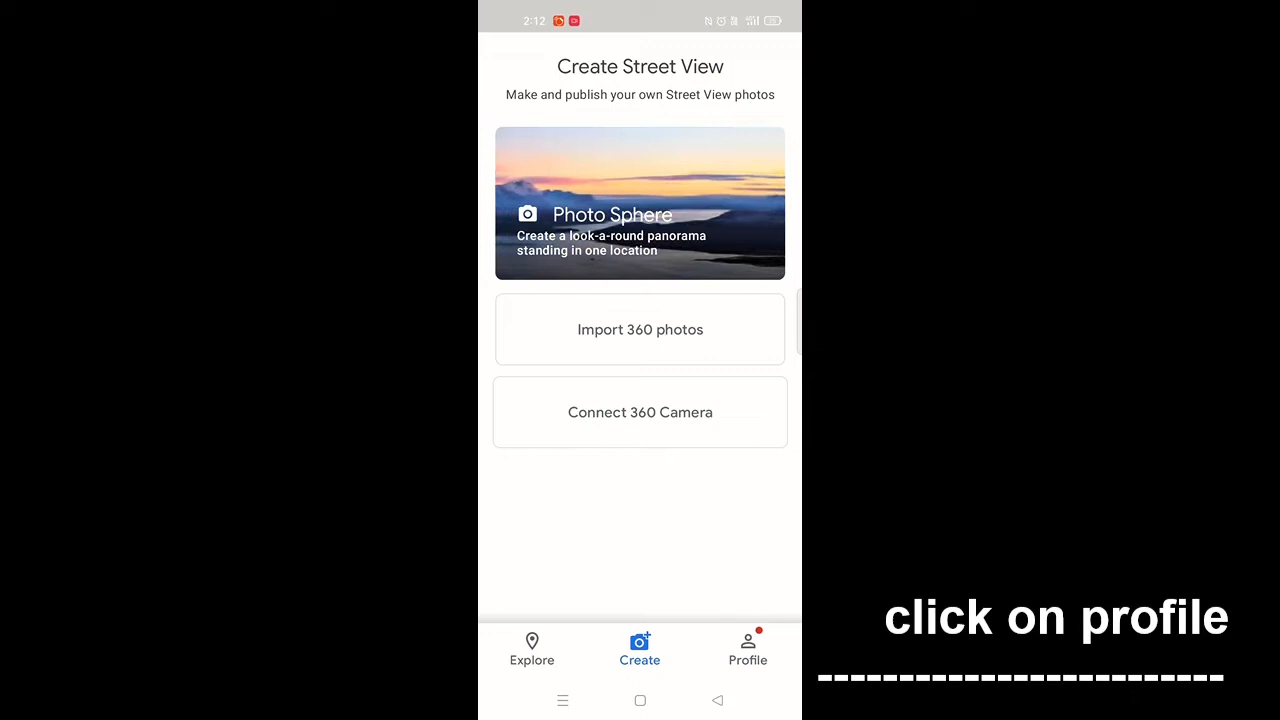 2:12
Create Street View
Make and publish your own Street View photos
Photo Sphere
Create a look-a-round panorama
standing in one location
Import 360 photos
Connect 360 Camera
click on profile
Explore
Create
Profile